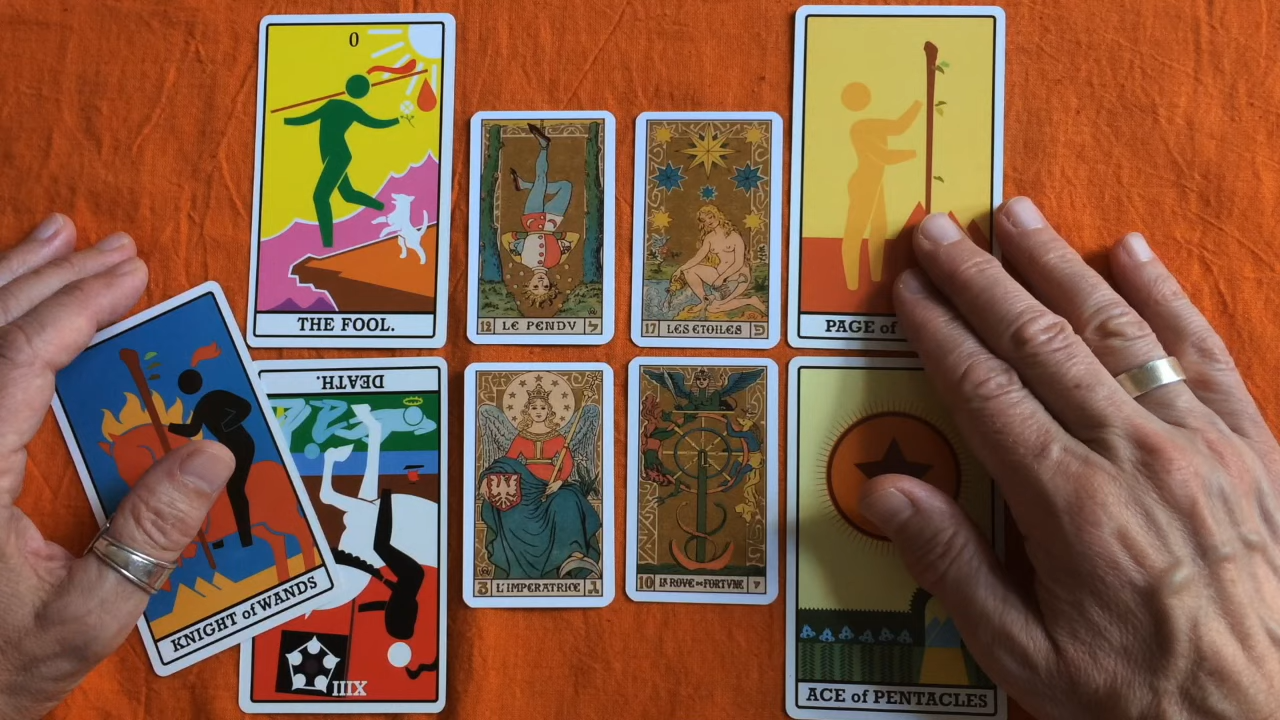 0
THE FOOL.
12 LE PENDV ל
17 LES ETOILES פ
PAGE of
KNIGHT of WANDS
DEATH.
XIII
3 L'IMPERATRICE ג
10 LA ROVE DE FORTVNE י
ACE of PENTACLES